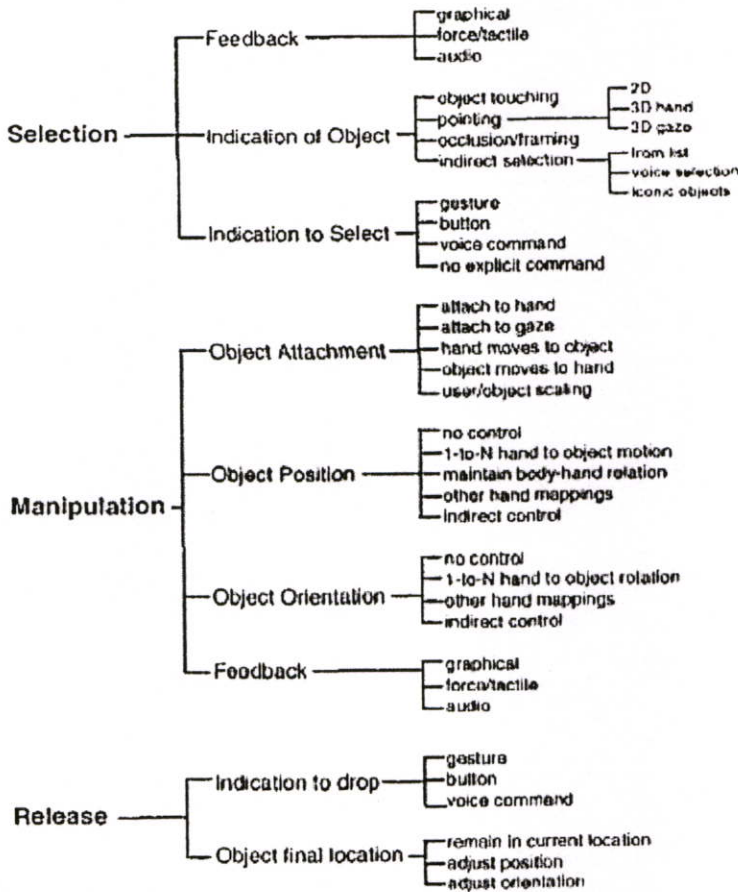 graphical
Feedback
force/tactile
audio
2D
object touching
3D hand
pointing
3D gaze
Selection
Indication of Object
occlusion/framing
from list
indirect selection
voice selection
iconic objects
gesture
button
Indication to Select
voice command
no explicit command
attach to hand
attach to gaze
Object Attachment
hand moves to object
object moves to hand
user/object scaling
no control
1-to-N hand to object motion
Object Position
maintain body-hand relation
other hand mappings
Manipulation
indirect control
no control
1-to-N hand to object rotation
Object Orientation
other hand mappings
indirect control
graphical
Feedback
force/tactile
audio
gesture
Indication to drop
button
voice command
Release
remain in current location
Object final location
adjust position
adjust orientation